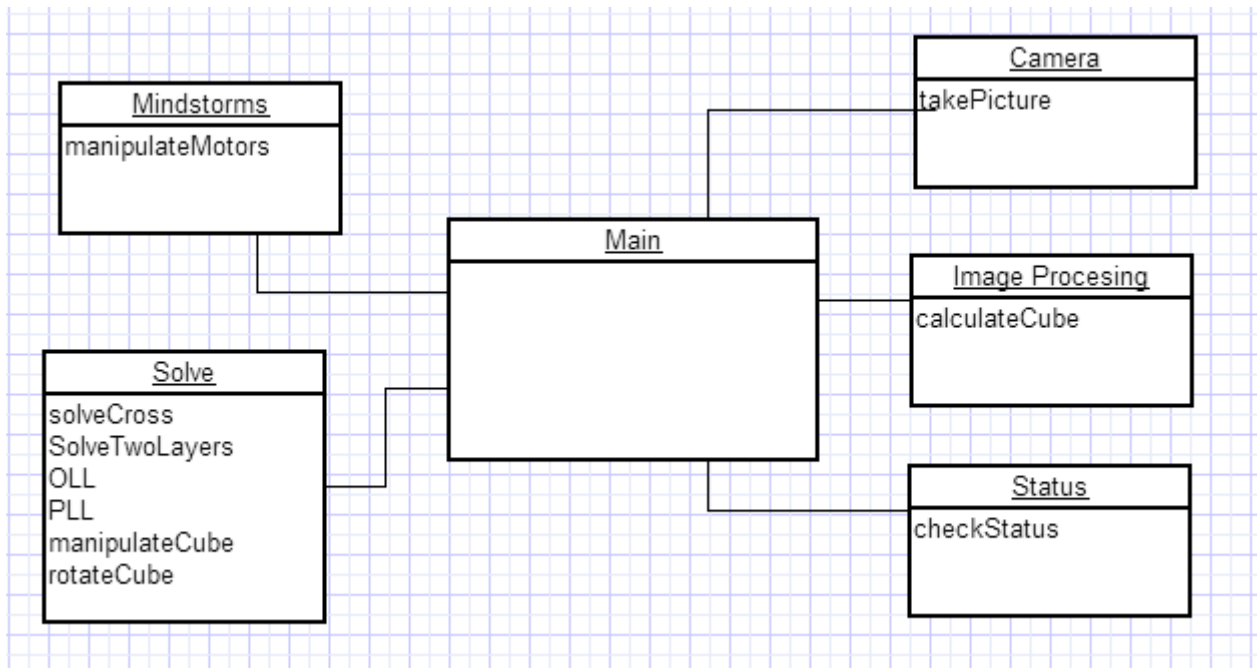 Camera
takePicture
Mindstorms
manipulateMotors
Main
Image Procesing
calculateCube
Solve
solveCross
SolveTwoLayers
OLL
PLL
manipulateCube
rotateCube
Status
checkStatus